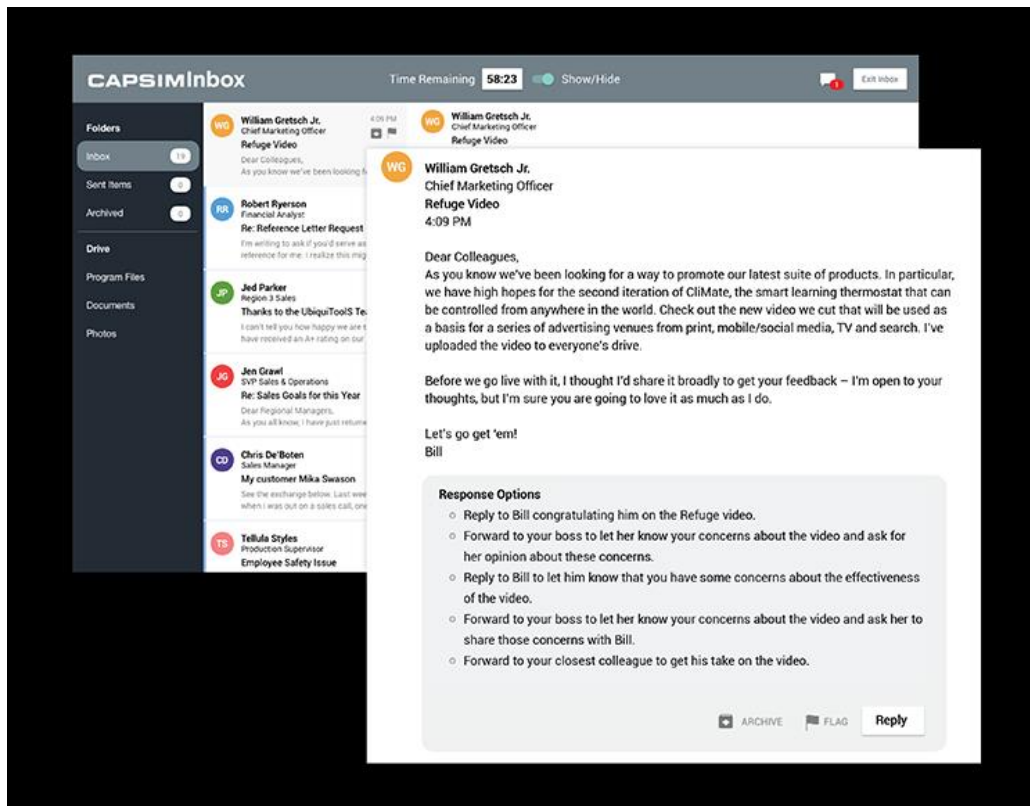 CAPSIMInbox
Time Remaining 58:23 Show/Hide
1
Exit Inbox
Folders
Inbox 19
Sent Items 0
Archived 0
Drive
Program Files
Documents
Photos
WG
William Gretsch Jr. 4:09 PM
Chief Marketing Officer
Refuge Video
Dear Colleagues,
As you know we've been looking f
RR
Robert Ryerson
Financial Analyst
Re: Reference Letter Request
I'm writing to ask if you'd serve as
reference for me. I realize this mig
JP
Jed Parker
Region 3 Sales
Thanks to the UbiquiToolS Te
I can't tell you how happy we are t
have received an A+ rating on our
JG
Jen Grawl
SVP Sales & Operations
Re: Sales Goals for this Year
Dear Regional Managers,
As you all know, I have just return
CD
Chris De'Boten
Sales Manager
My customer Mika Swason
See the exchange below. Last wee
when I was out on a sales call, one
TS
Tellula Styles
Production Supervisor
Employee Safety Issue
WG
William Gretsch Jr.
Chief Marketing Officer
Refuge Video
WG
William Gretsch Jr.
Chief Marketing Officer
Refuge Video
4:09 PM
Dear Colleagues,
As you know we've been looking for a way to promote our latest suite of products. In particular,
we have high hopes for the second iteration of CliMate, the smart learning thermostat that can
be controlled from anywhere in the world. Check out the new video we cut that will be used as
a basis for a series of advertising venues from print, mobile/social media, TV and search. I've
uploaded the video to everyone's drive.
Before we go live with it, I thought I'd share it broadly to get your feedback – I'm open to your
thoughts, but I'm sure you are going to love it as much as I do.
Let's go get 'em!
Bill
Response Options
Reply to Bill congratulating him on the Refuge video.
Forward to your boss to let her know your concerns about the video and ask for
her opinion about these concerns.
Reply to Bill to let him know that you have some concerns about the effectiveness
of the video.
Forward to your boss to let her know your concerns about the video and ask her to
share those concerns with Bill.
Forward to your closest colleague to get his take on the video.
ARCHIVE FLAG Reply